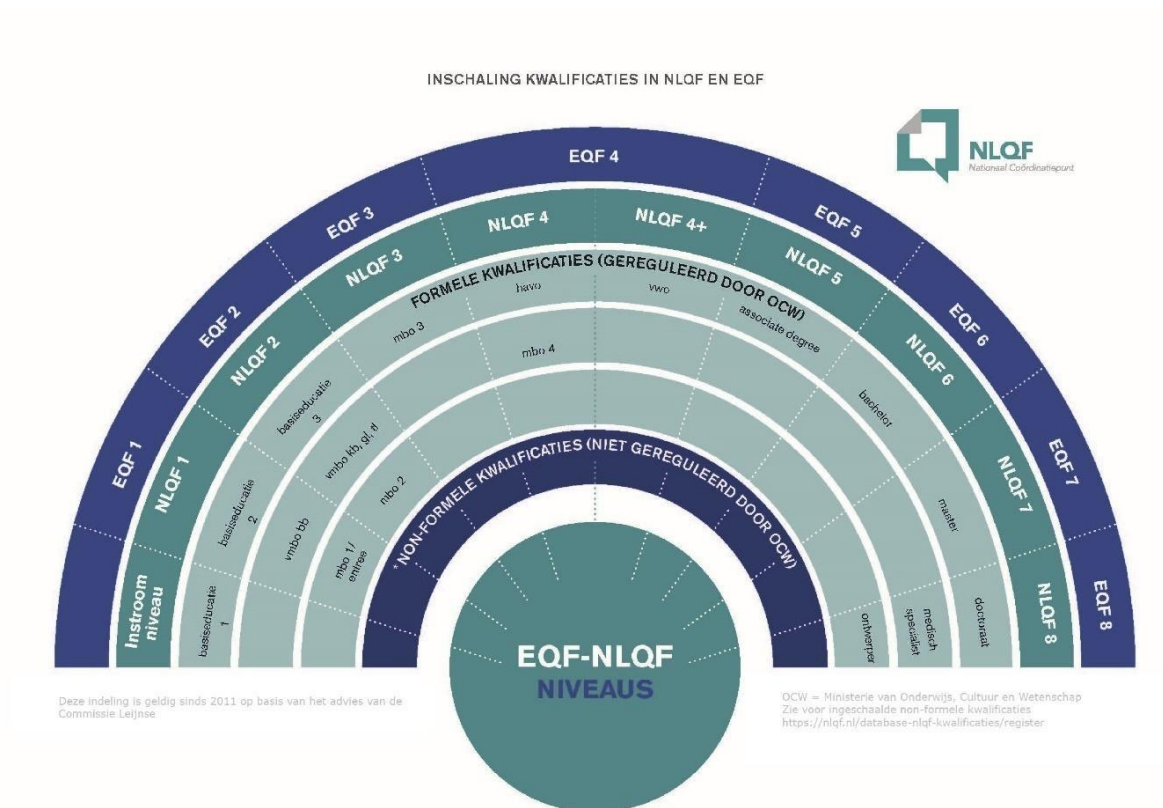 INSCHALING KWALIFICATIES IN NLQF EN EQF
NLQF
Nationaal Coördinatiepunt
EQF 1
EQF 2
EQF 3
EQF 4
EQF 5
EQF 6
EQF 7
EQF 8
Instroom
niveau
NLQF 1
NLQF 2
NLQF 3
NLQF 4
NLQF 4+
NLQF 5
NLQF 6
NLQF 7
NLQF 8
FORMELE KWALIFICATIES (GEREGULEERD DOOR OCW)
basiseducatie
1
basiseducatie
2
basiseducatie
3
mbo 3
havo
vwo
associate degree
bachelor
master
doctoraat
vmbo bb
vmbo kb, gl, tl
mbo 4
medisch
specialist
mbo 1/
entree
mbo 2
ontwerper
*NON-FORMELE KWALIFICATIES (NIET GEREGULEERD DOOR OCW)
EQF-NLQF
NIVEAUS
Deze indeling is geldig sinds 2011 op basis van het advies van de
Commissie Leijnse
OCW = Ministerie van Onderwijs, Cultuur en Wetenschap
Zie voor ingeschaalde non-formele kwalificaties
https://nlqf.nl/database-nlqf-kwalificaties/register